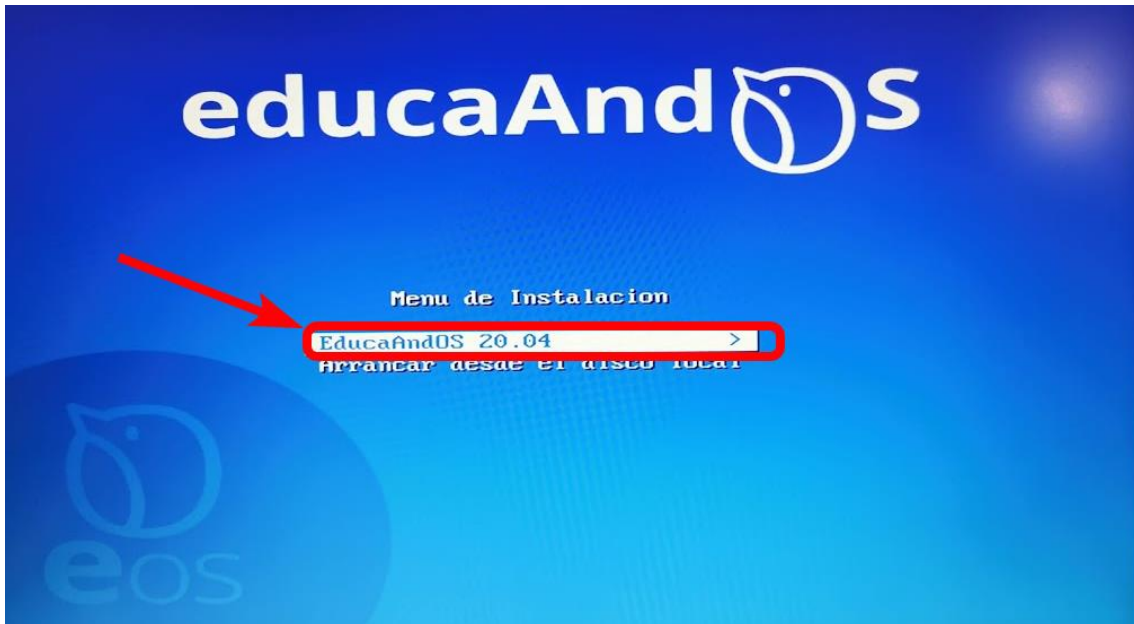 educaAndOS
Menu de Instalacion
EducaAndOS 20.04 >
Arrancar desde el disco local
eos